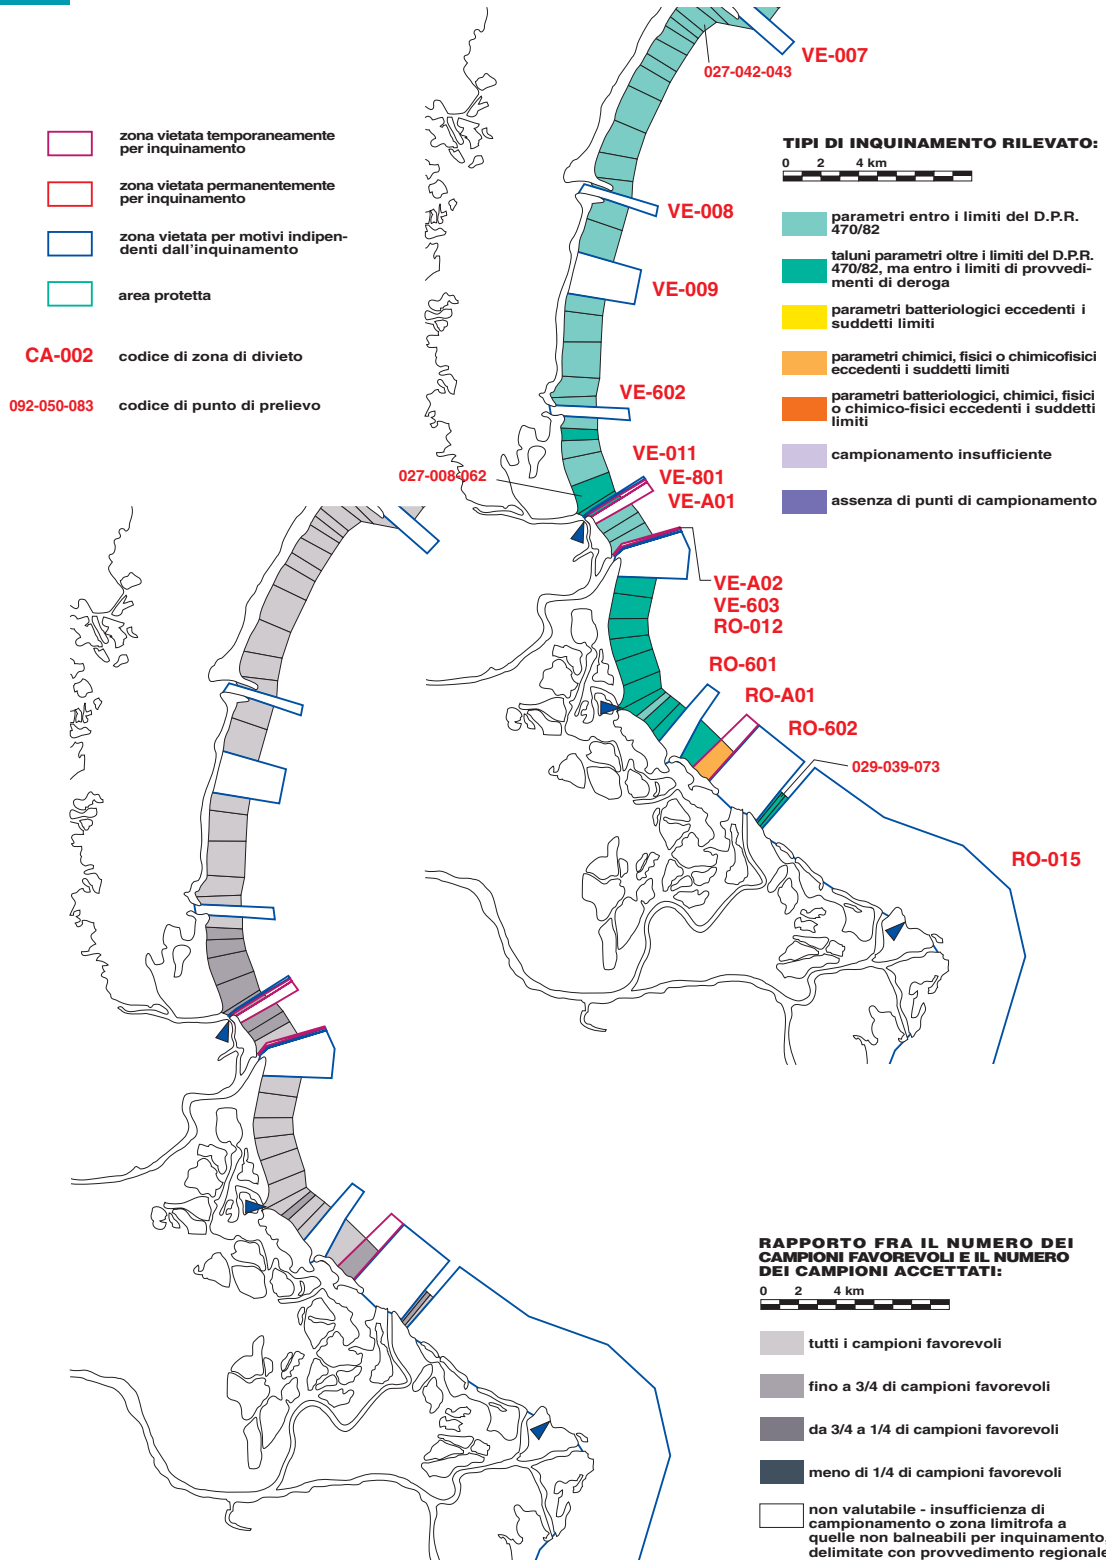 VE-007
027-042-043
zona vietata temporaneamente
per inquinamento
zona vietata permanentemente
per inquinamento
zona vietata per motivi indipen-
denti dall'inquinamento
area protetta
CA-002 codice di zona di divieto
092-050-083 codice di punto di prelievo
TIPI DI INQUINAMENTO RILEVATO:
0 2 4 km
parametri entro i limiti del D.P.R.
470/82
taluni parametri oltre i limiti del D.P.R.
470/82, ma entro i limiti di provvedi-
menti di deroga
parametri batteriologici eccedenti i
suddetti limiti
parametri chimici, fisici o chimicofisici
eccedenti i suddetti limiti
parametri batteriologici, chimici, fisici
o chimico-fisici eccedenti i suddetti
limiti
campionamento insufficiente
assenza di punti di campionamento
VE-008
VE-009
VE-602
VE-011
027-008-062
VE-801
VE-A01
VE-A02
VE-603
RO-012
RO-601
RO-A01
RO-602
029-039-073
RO-015
RAPPORTO FRA IL NUMERO DEI
CAMPIONI FAVOREVOLI E IL NUMERO
DEI CAMPIONI ACCETTATI:
0 2 4 km
tutti i campioni favorevoli
fino a 3/4 di campioni favorevoli
da 3/4 a 1/4 di campioni favorevoli
meno di 1/4 di campioni favorevoli
non valutabile - insufficienza di
campionamento o zona limitrofa a
quelle non balneabili per inquinamento,
delimitate con provvedimento regionale